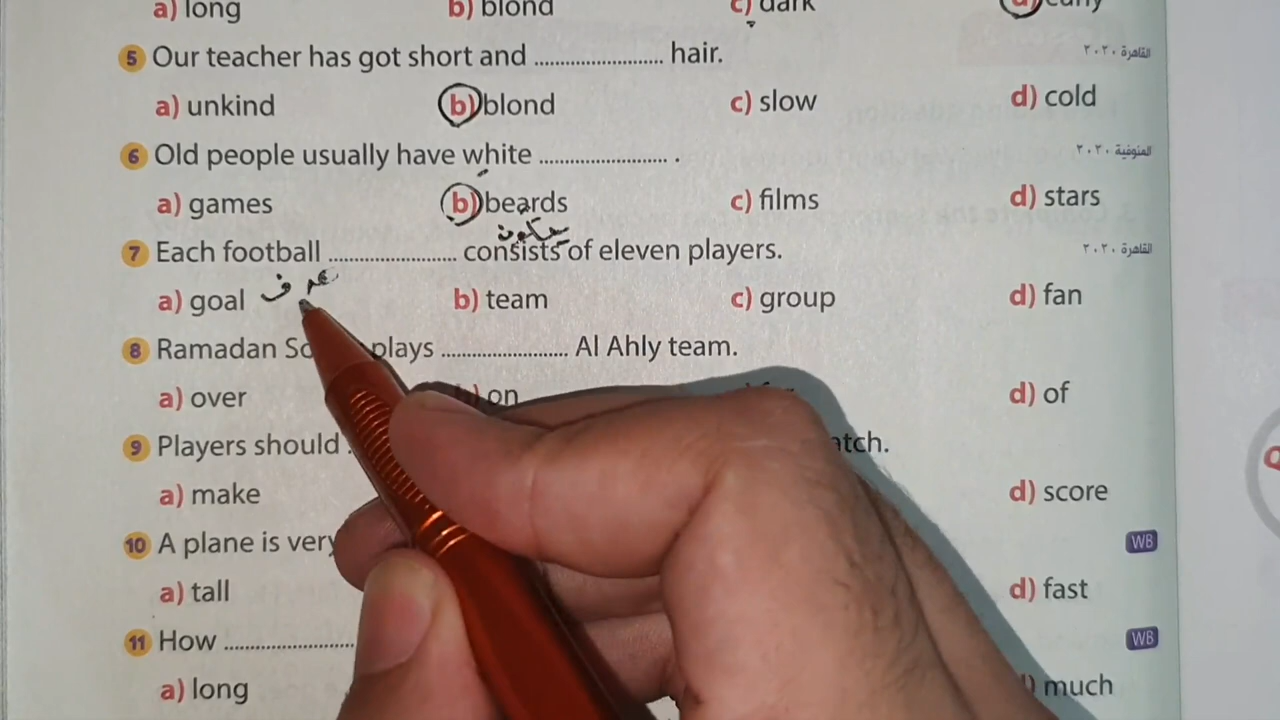 a) long b) blond c) dark d) curly
5 Our teacher has got short and ........................ hair. القاهرة ٢٠٢٠
a) unkind b) blond c) slow d) cold
6 Old people usually have white ........................ . المنوفية ٢٠٢٠
a) games b) beards c) films d) stars
7 Each football ........................ consists of eleven players. القاهرة ٢٠٢٠
a) goal b) team c) group d) fan
8 Ramadan plays ........................ Al Ahly team.
a) over b) on d) of
9 Players should
a) make d) score
10 A plane is very WB
a) tall d) fast
11 How ........................ WB
a) long much